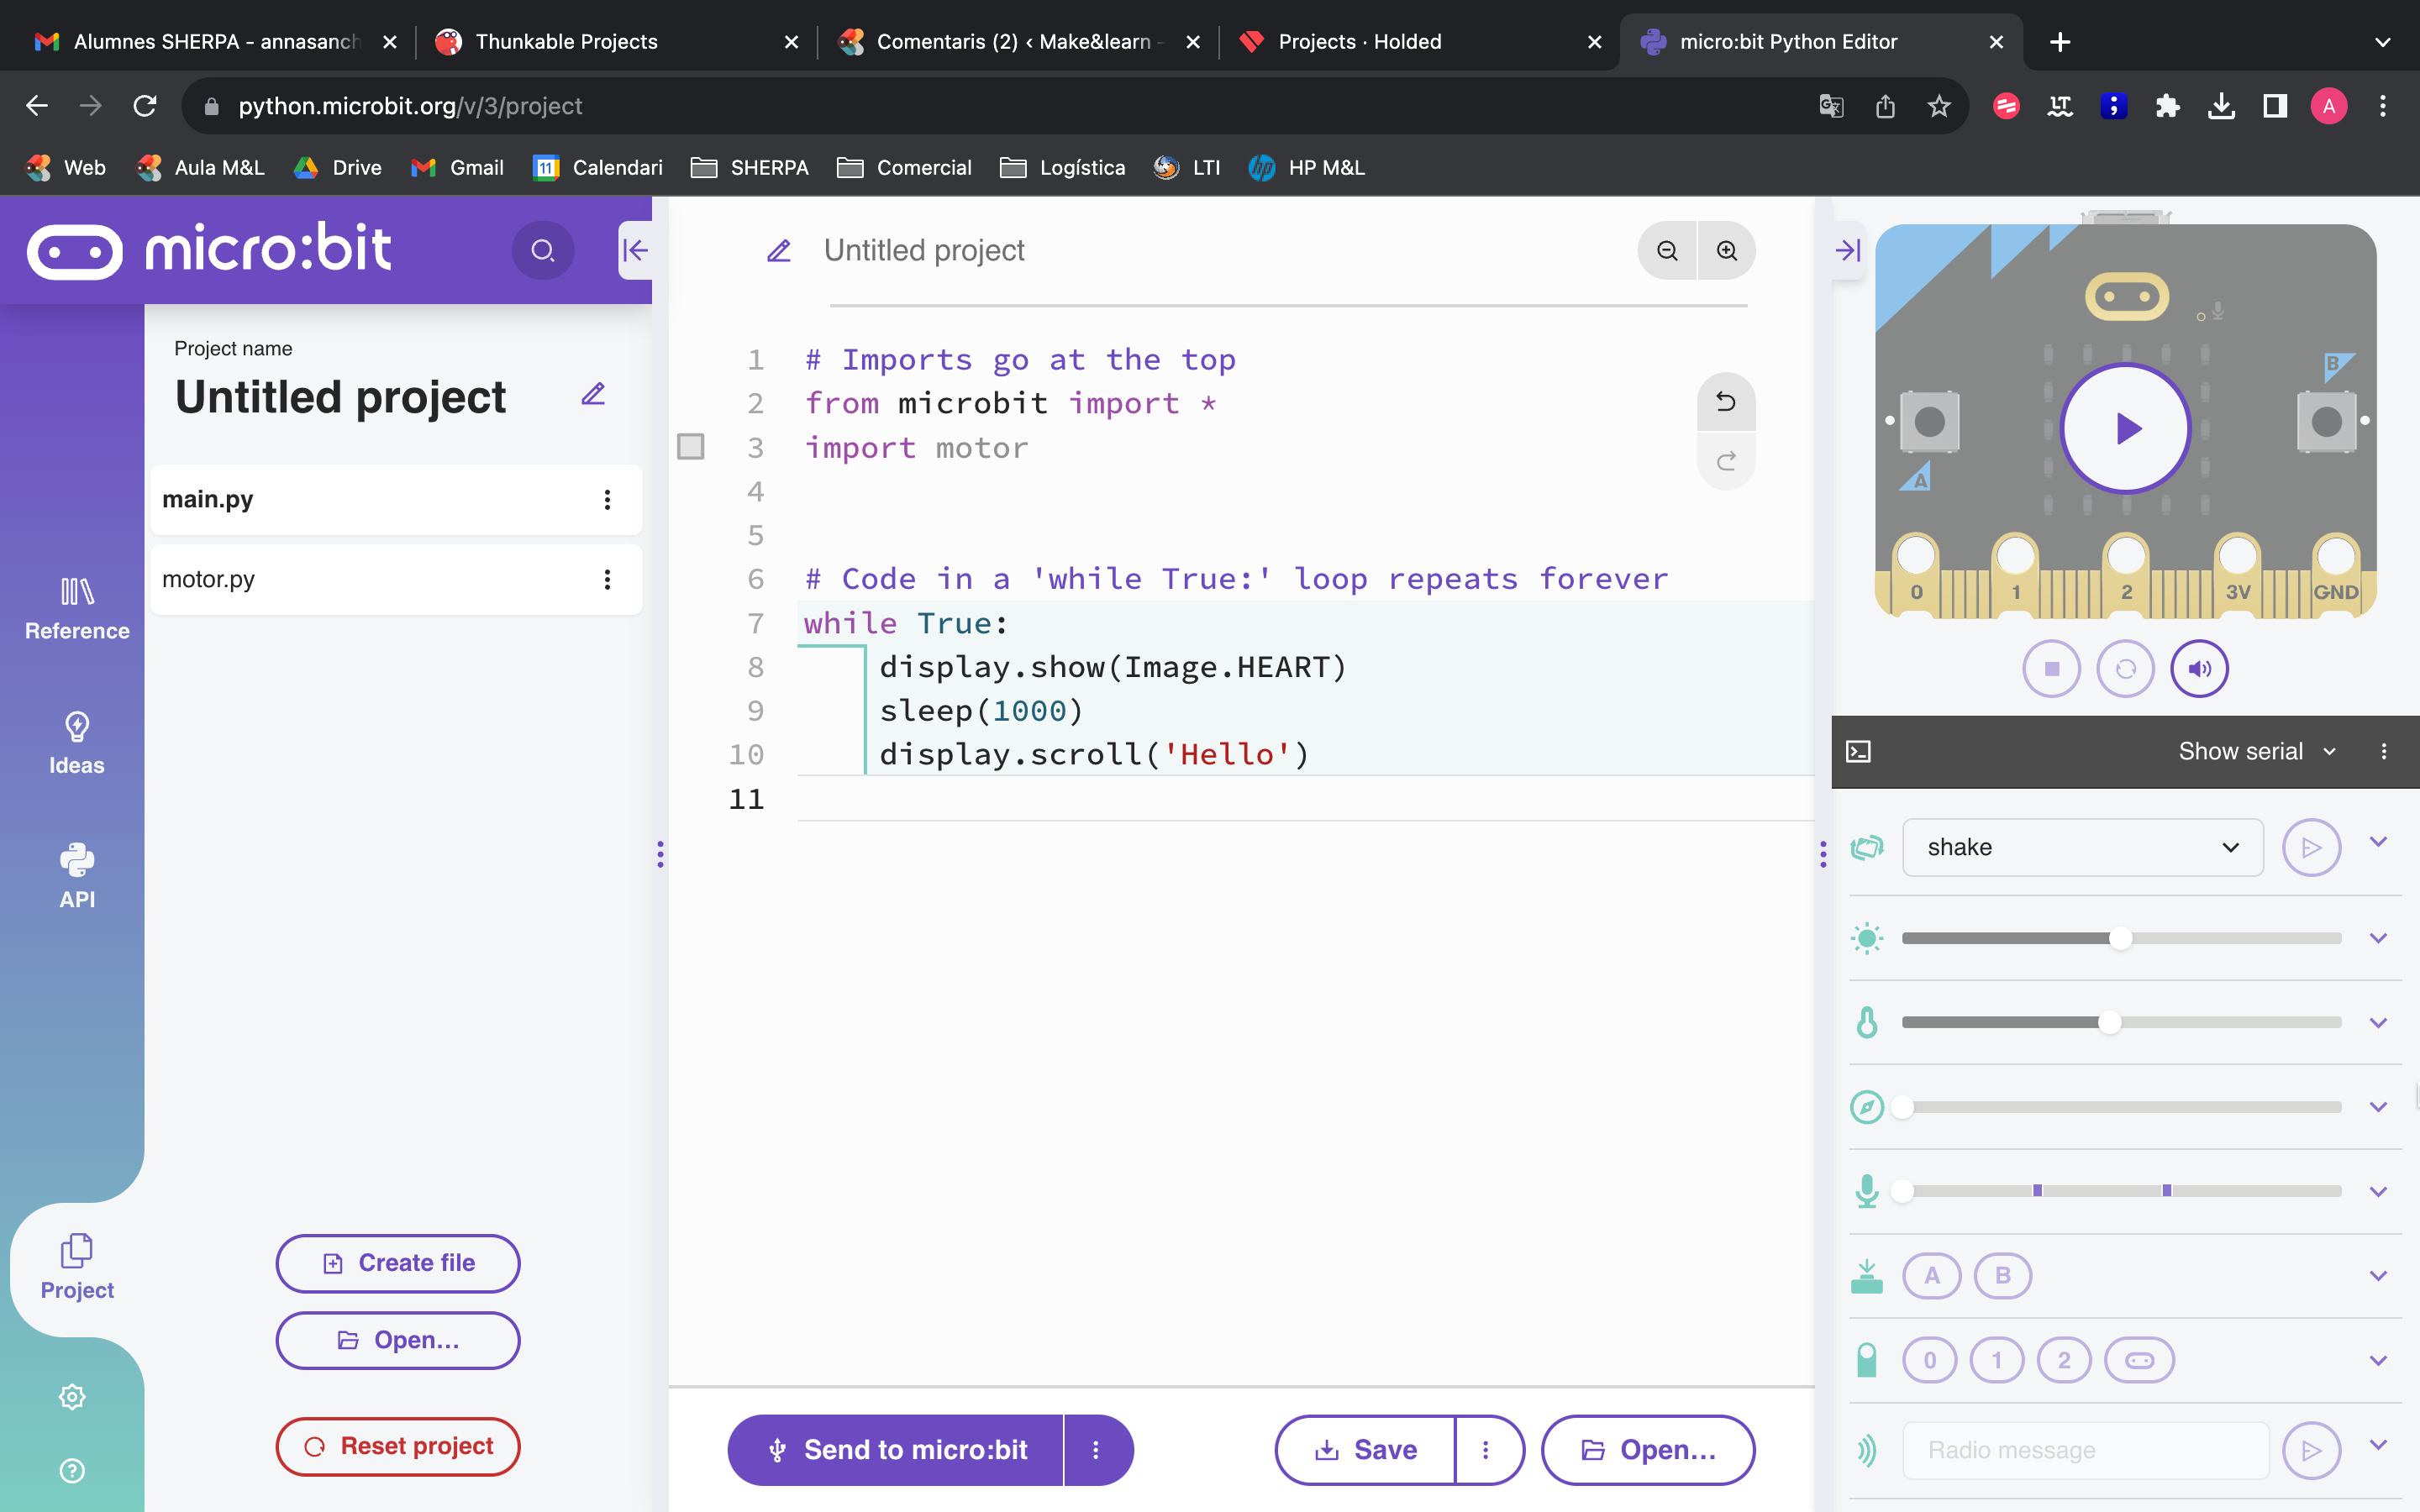 Alumnes SHERPA - annasanch
Thunkable Projects
Comentaris (2) ‹ Make&learn -
Projects · Holded
micro:bit Python Editor
python.microbit.org/v/3/project
LT
A
Web
Aula M&L
Drive
Gmail
11
Calendari
SHERPA
Comercial
Logística
LTI
hp
HP M&L
micro:bit
Reference
Ideas
API
Project
Project name
Untitled project
main.py
motor.py
Create file
Open...
Reset project
Untitled project
1 # Imports go at the top
2 from microbit import *
3 import motor
4
5
6 # Code in a 'while True:' loop repeats forever
7 while True:
8 display.show(Image.HEART)
9 sleep(1000)
10 display.scroll('Hello')
11
Send to micro:bit
Save
Open...
B
A
0 1 2 3V GND
Show serial
shake
A B
0 1 2
Radio message